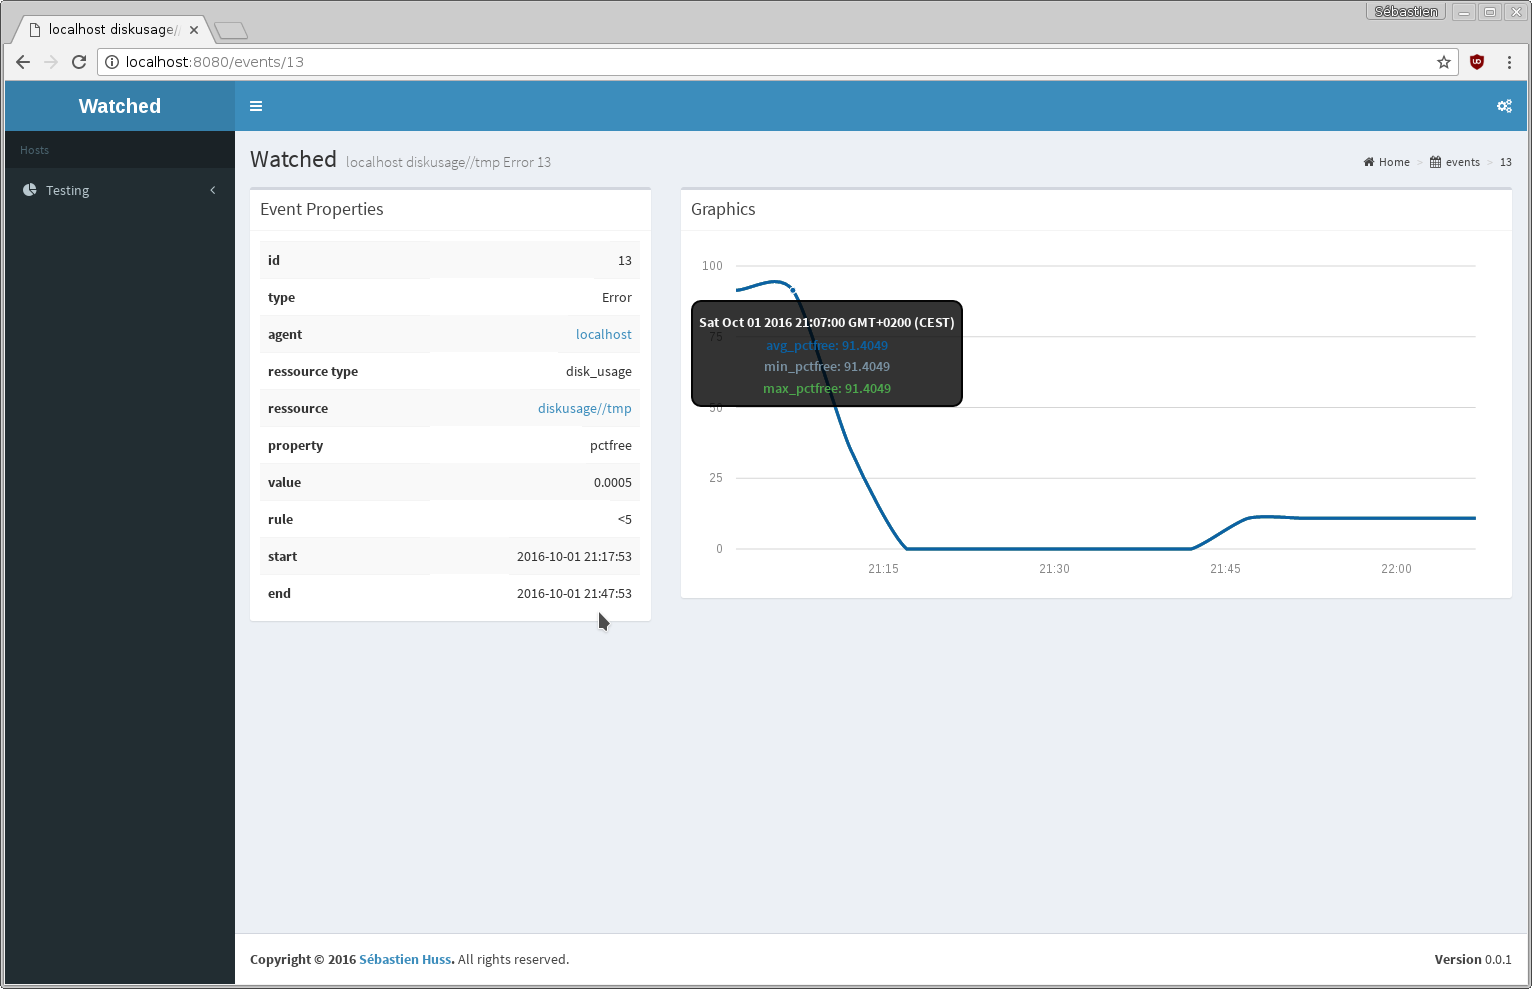 Sébastien
localhost diskusage/
localhost:8080/events/13
Watched
Hosts
Testing
Watched localhost diskusage//tmp Error 13
Home > events > 13
Event Properties
id 13
type Error
agent localhost
ressource type disk_usage
ressource diskusage//tmp
property pctfree
value 0.0005
rule <5
start 2016-10-01 21:17:53
end 2016-10-01 21:47:53
Graphics
100
75
50
25
0
Sat Oct 01 2016 21:07:00 GMT+0200 (CEST)
avg_pctfree: 91.4049
min_pctfree: 91.4049
max_pctfree: 91.4049
21:15 21:30 21:45 22:00
Copyright © 2016 Sébastien Huss. All rights reserved.
Version 0.0.1